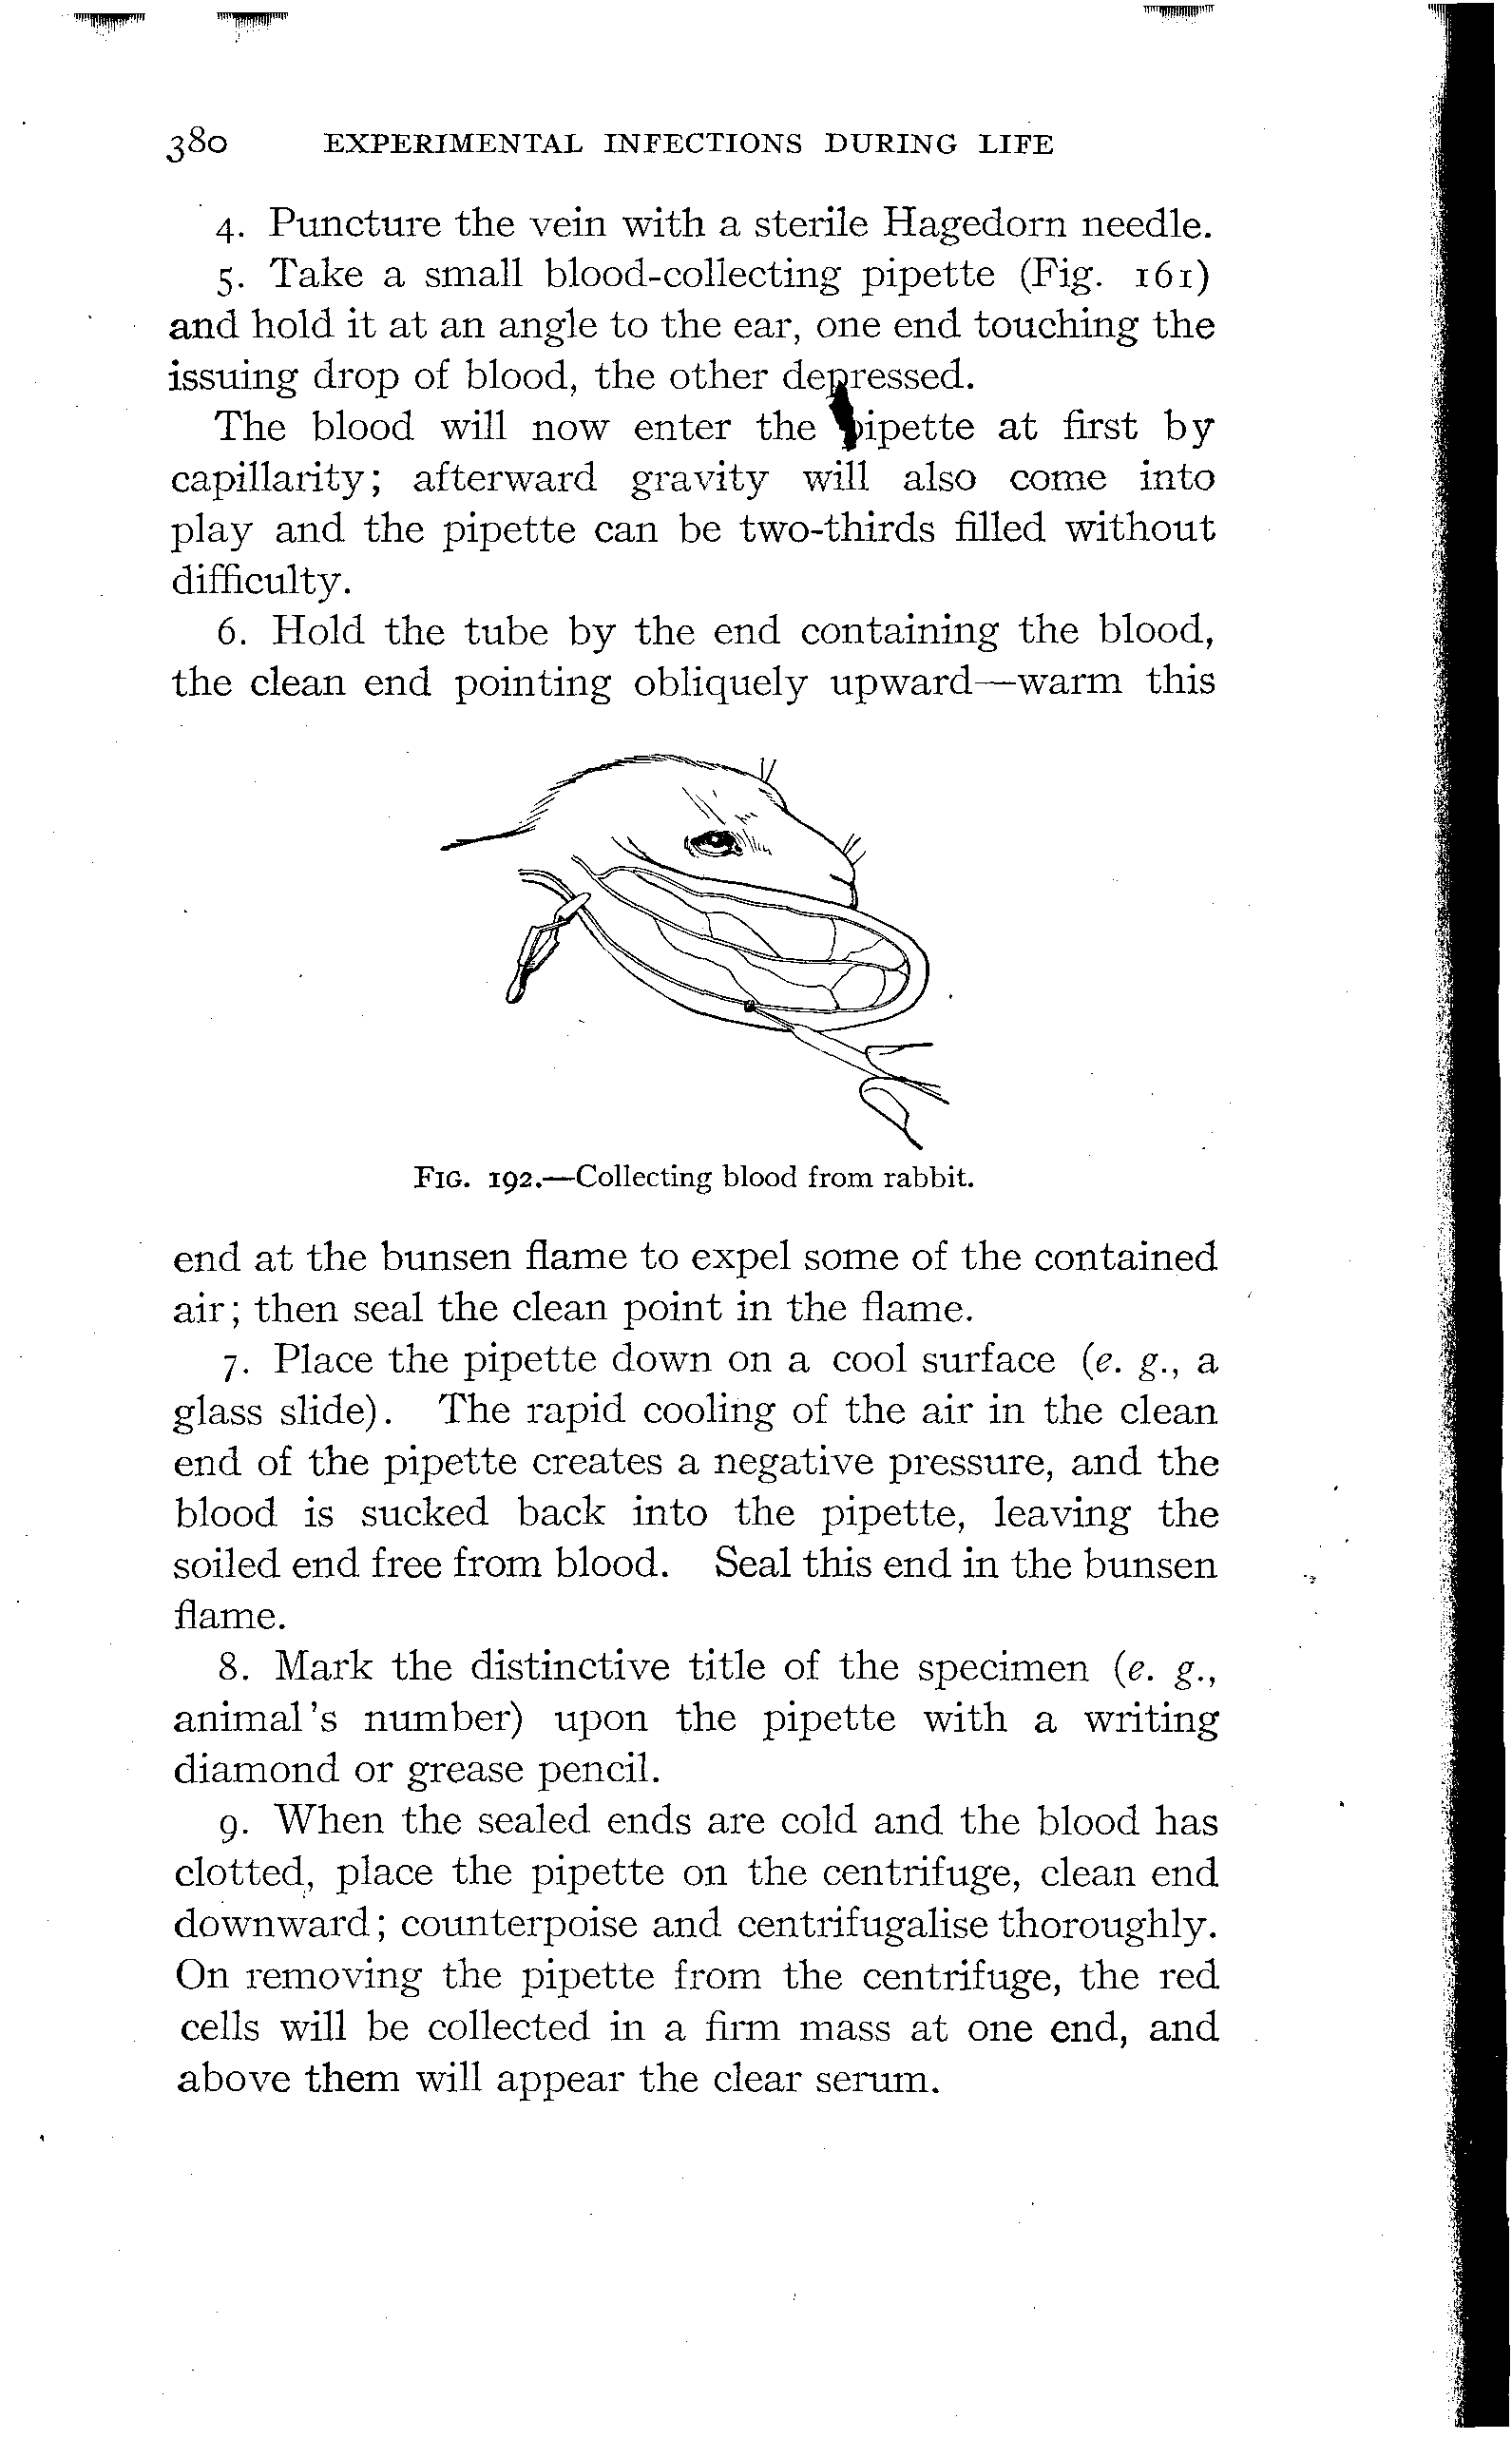 380 EXPERIMENTAL INFECTIONS DURING LIFE
4. Puncture the vein with a sterile Hagedorn needle.
5. Take a small blood-collecting pipette (Fig. 161)
and hold it at an angle to the ear, one end touching the
issuing drop of blood, the other depressed.
The blood will now enter the pipette at first by
capillarity; afterward gravity will also come into
play and the pipette can be two-thirds filled without
difficulty.
6. Hold the tube by the end containing the blood,
the clean end pointing obliquely upward—warm this
FIG. 192.—Collecting blood from rabbit.
end at the bunsen flame to expel some of the contained
air; then seal the clean point in the flame.
7. Place the pipette down on a cool surface (e. g., a
glass slide). The rapid cooling of the air in the clean
end of the pipette creates a negative pressure, and the
blood is sucked back into the pipette, leaving the
soiled end free from blood. Seal this end in the bunsen
flame.
8. Mark the distinctive title of the specimen (e. g.,
animal's number) upon the pipette with a writing
diamond or grease pencil.
9. When the sealed ends are cold and the blood has
clotted, place the pipette on the centrifuge, clean end
downward; counterpoise and centrifugalise thoroughly.
On removing the pipette from the centrifuge, the red
cells will be collected in a firm mass at one end, and
above them will appear the clear serum.